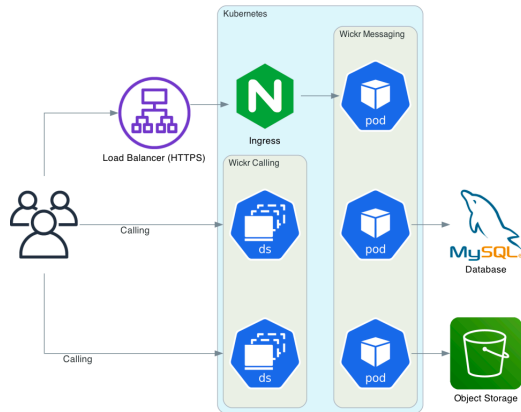 Kubernetes
Wickr Messaging
N
pod
Load Balancer (HTTPS)
Ingress
Wickr Calling
Calling
ds
pod
MySQL
Database
Calling
ds
pod
Object Storage